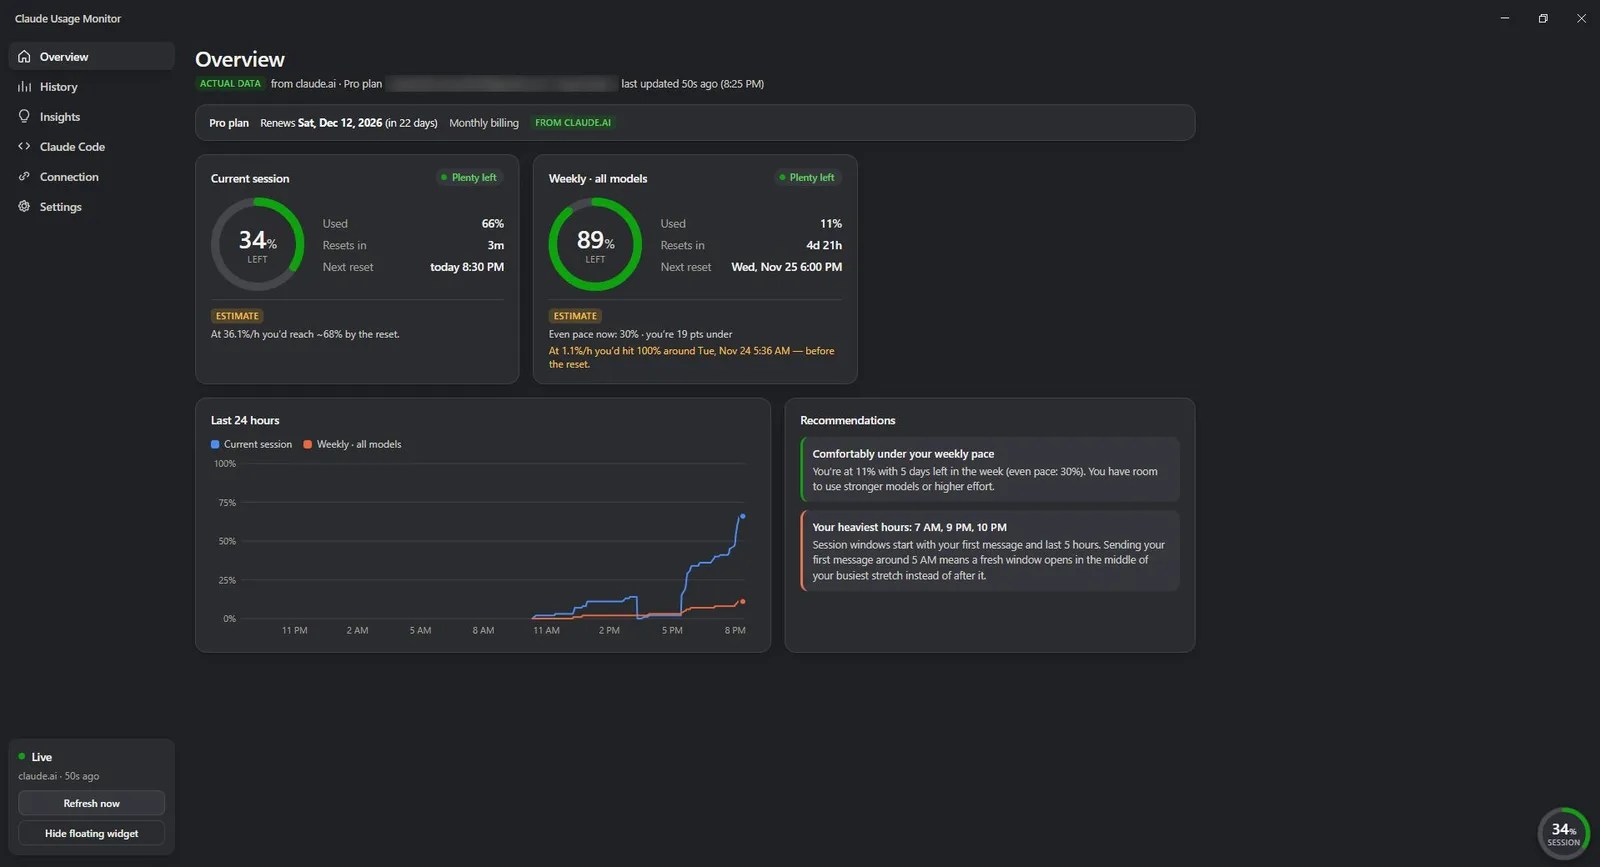 Claude Usage Monitor
Overview
History
Insights
Claude Code
Connection
Settings
Overview
ACTUAL DATA from claude.ai · Pro plan last updated 50s ago (8:25 PM)
Pro plan Renews Sat, Dec 12, 2026 (in 22 days) Monthly billing FROM CLAUDE.AI
Current session Plenty left
34% LEFT
Used 66%
Resets in 3m
Next reset today 8:30 PM
ESTIMATE
At 36.1%/h you'd reach ~68% by the reset.
Weekly · all models Plenty left
89% LEFT
Used 11%
Resets in 4d 21h
Next reset Wed, Nov 25 6:00 PM
ESTIMATE
Even pace now: 30% · you're 19 pts under
At 1.1%/h you'd hit 100% around Tue, Nov 24 5:36 AM — before
the reset.
Last 24 hours
Current session Weekly · all models
100%
75%
50%
25%
0%
11 PM 2 AM 5 AM 8 AM 11 AM 2 PM 5 PM 8 PM
Recommendations
Comfortably under your weekly pace
You're at 11% with 5 days left in the week (even pace: 30%). You have room
to use stronger models or higher effort.
Your heaviest hours: 7 AM, 9 PM, 10 PM
Session windows start with your first message and last 5 hours. Sending your
first message around 5 AM means a fresh window opens in the middle of
your busiest stretch instead of after it.
Live
claude.ai · 50s ago
Refresh now
Hide floating widget
34%
SESSION